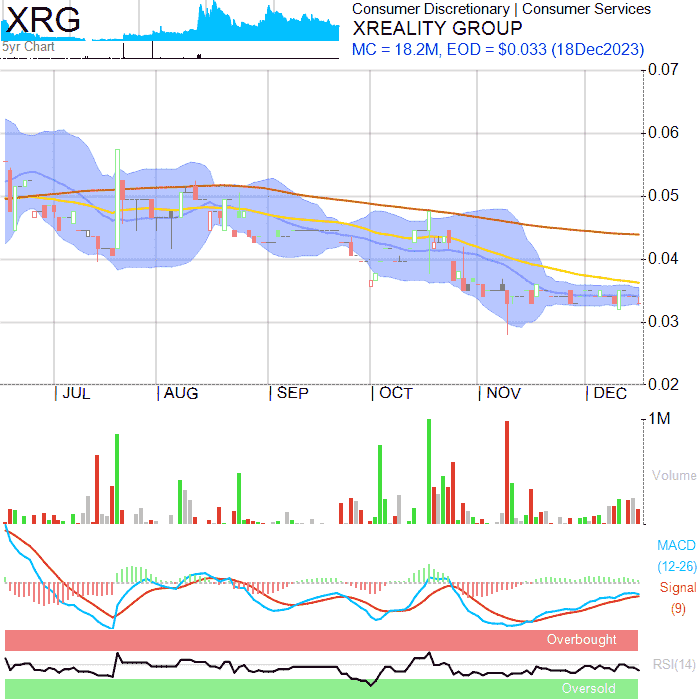 XRG
5yr Chart
Consumer Discretionary | Consumer Services
XREALITY GROUP
MC = 18.2M, EOD = $0.033 (18Dec2023)
0.07
0.06
0.05
0.04
0.03
0.02
| JUL | AUG | SEP | OCT | NOV | DEC
1M
Volume
MACD
(12-26)
Signal
(9)
Overbought
RSI(14)
Oversold